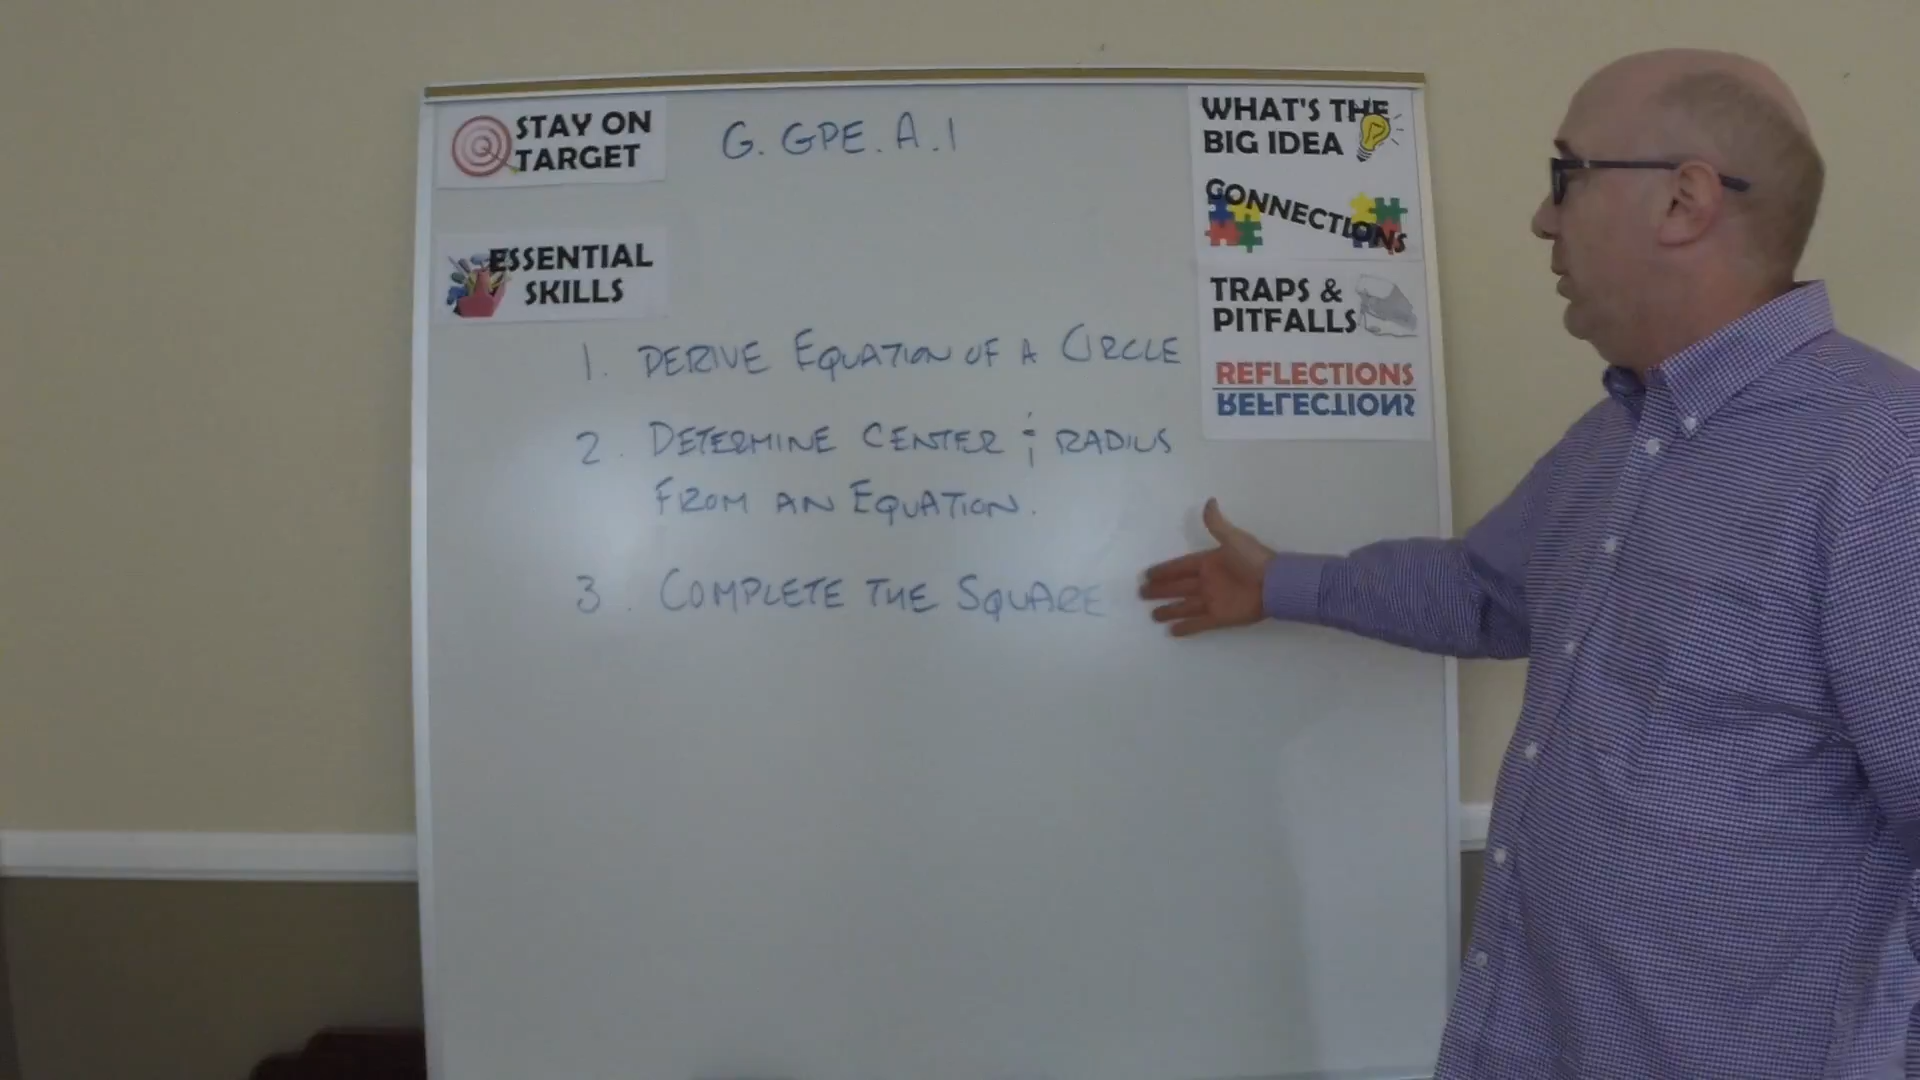 STAY ON
TARGET
G. GPE. A. 1
WHAT'S THE
BIG IDEA
CONNECTIONS
ESSENTIAL
SKILLS
TRAPS &
PITFALLS
REFLECTIONS
REFLECTIONS
1. DERIVE EQUATION OF A CIRCLE
2. DETERMINE CENTER & RADIUS
FROM AN EQUATION.
3. COMPLETE THE SQUARE